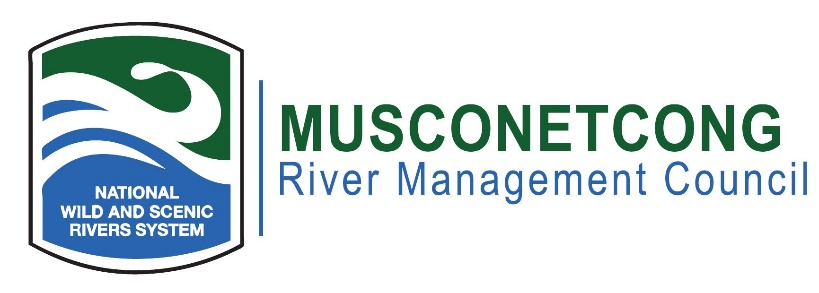 NATIONAL
WILD AND SCENIC
RIVERS SYSTEM
MUSCONETCONG
River Management Council